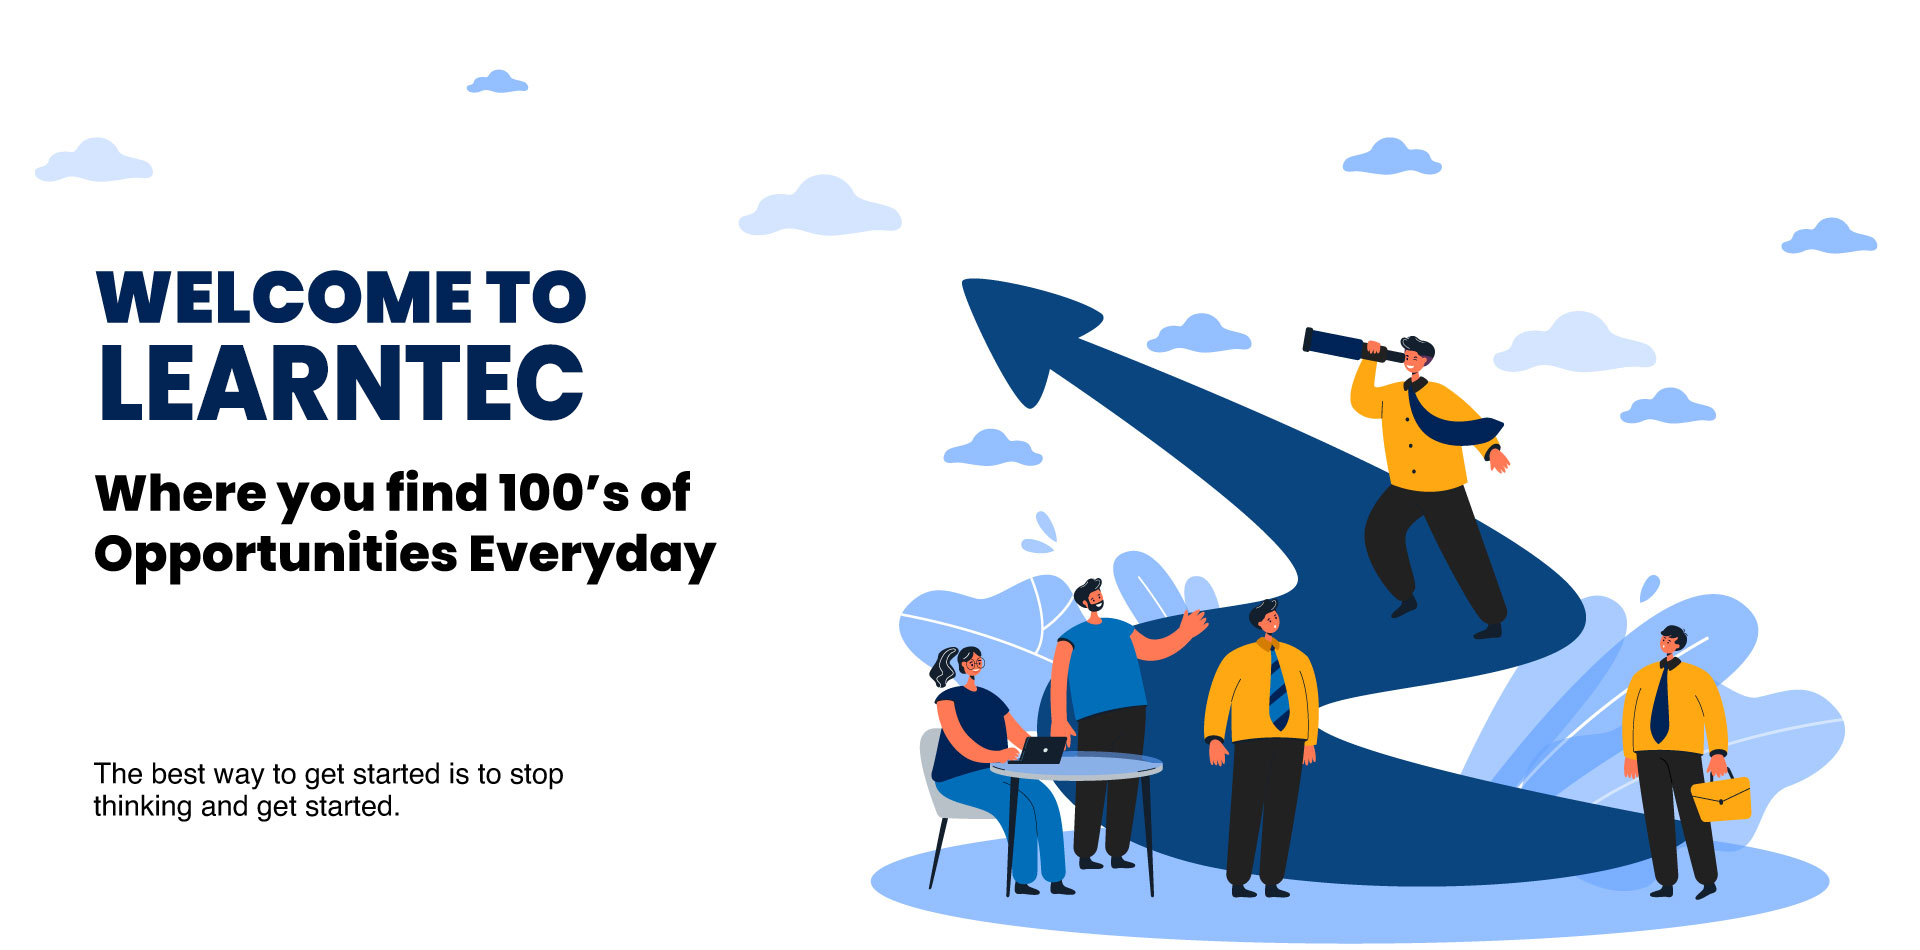 WELCOME TO
LEARNTEC
Where you find 100’s of
Opportunities Everyday
The best way to get started is to stop
thinking and get started.